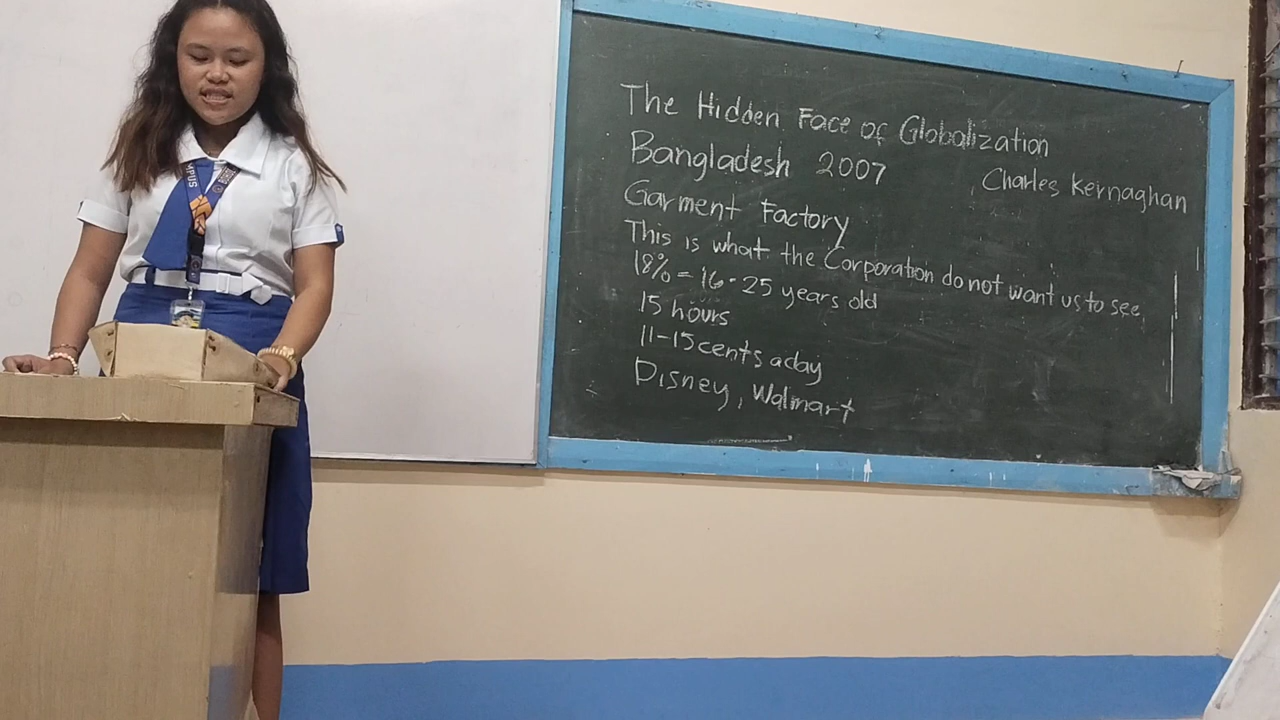 The Hidden Face of Globalization
Bangladesh 2007
Charles Kernaghan
Garment Factory
This is what the Corporation do not want us to see
18% = 16-25 years old
15 hours
11-15 cents a day
Disney, Walmart
MPUS